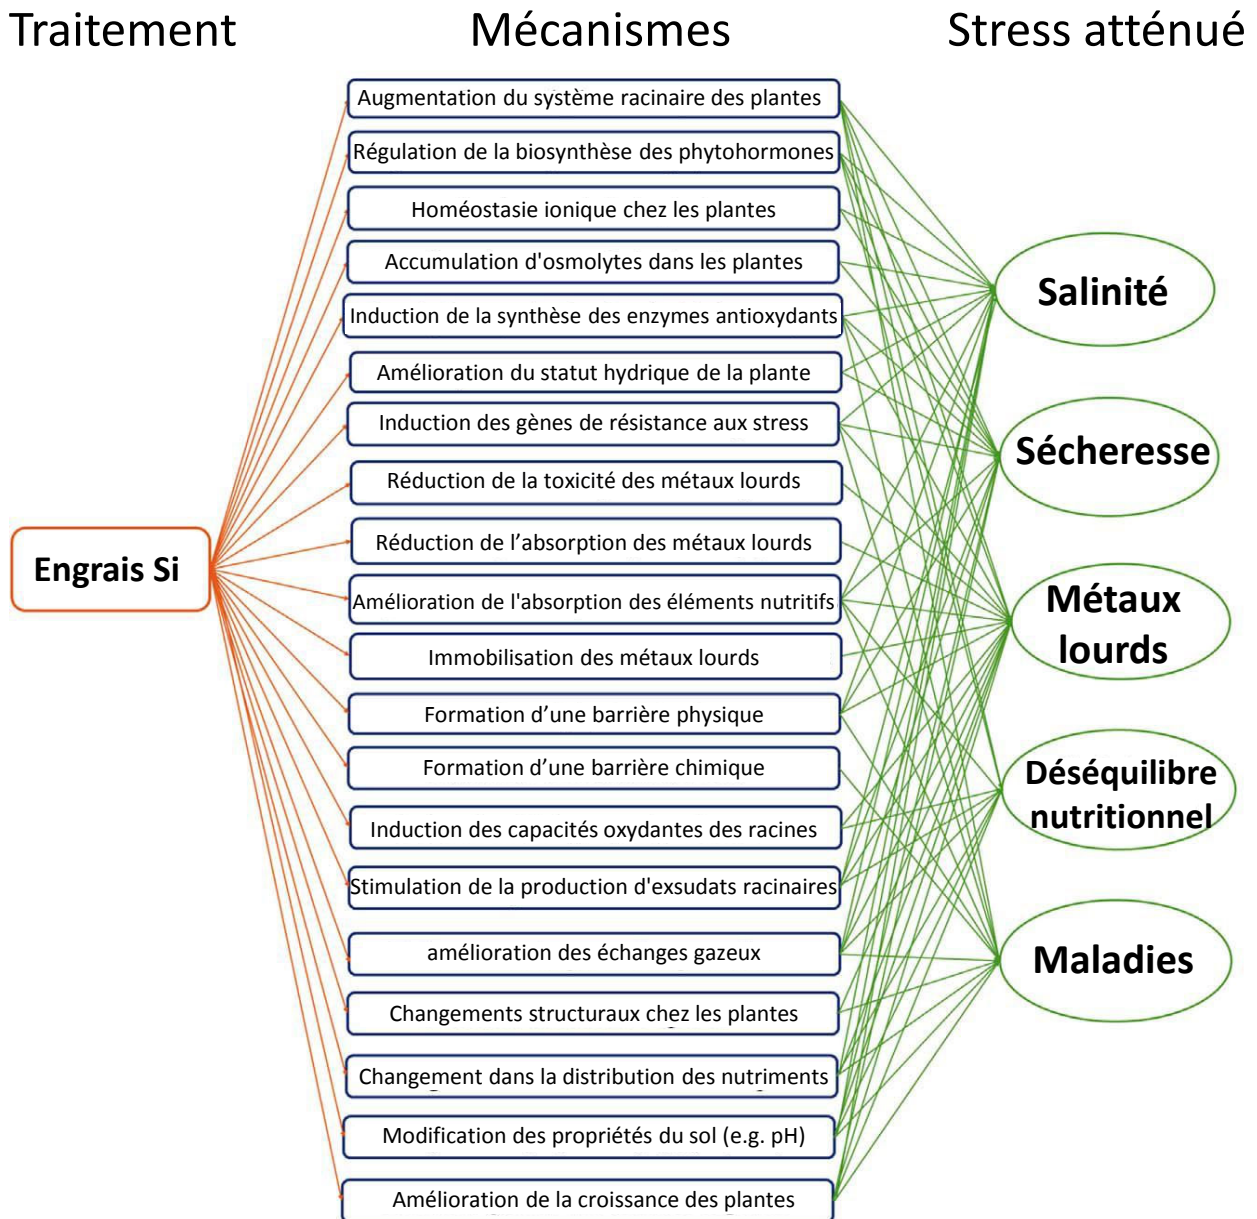 Traitement
Mécanismes
Stress atténué
Augmentation du système racinaire des plantes
Régulation de la biosynthèse des phytohormones
Homéostasie ionique chez les plantes
Accumulation d'osmolytes dans les plantes
Induction de la synthèse des enzymes antioxydants
Amélioration du statut hydrique de la plante
Induction des gènes de résistance aux stress
Réduction de la toxicité des métaux lourds
Réduction de l’absorption des métaux lourds
Amélioration de l'absorption des éléments nutritifs
Immobilisation des métaux lourds
Formation d’une barrière physique
Formation d’une barrière chimique
Induction des capacités oxydantes des racines
Stimulation de la production d'exsudats racinaires
amélioration des échanges gazeux
Changements structuraux chez les plantes
Changement dans la distribution des nutriments
Modification des propriétés du sol (e.g. pH)
Amélioration de la croissance des plantes
Engrais Si
Salinité
Sécheresse
Métaux
lourds
Déséquilibre
nutritionnel
Maladies